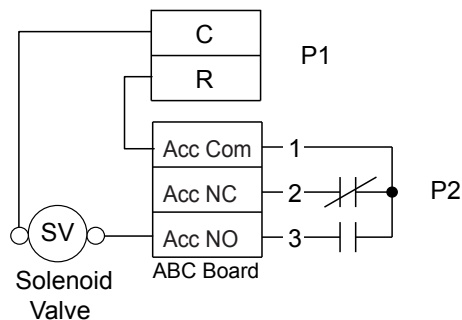 C
P1
R
Acc Com
1
Acc NC
2
P2
SV
Acc NO
3
ABC Board
Solenoid
Valve